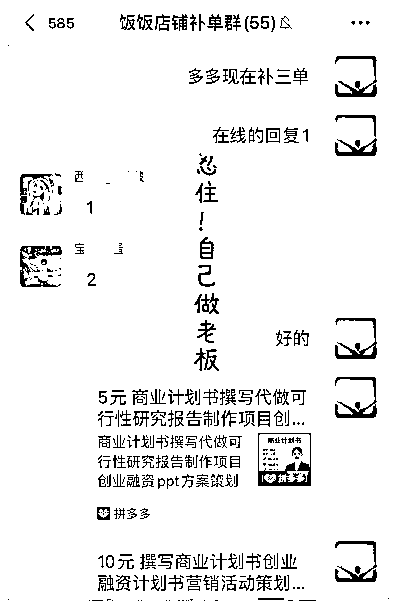 585
饭饭店铺补单群(55)
多多现在补三单
在线的回复1
忍住！自己做老板
1
2
好的
5元 商业计划书撰写代做可
行性研究报告制作项目创...
商业计划书撰写代做可
行性研究报告制作项目
创业融资ppt方案策划
商业计划书
拼多多
拼多多
10元 撰写商业计划书创业
融资计划书营销活动策划...